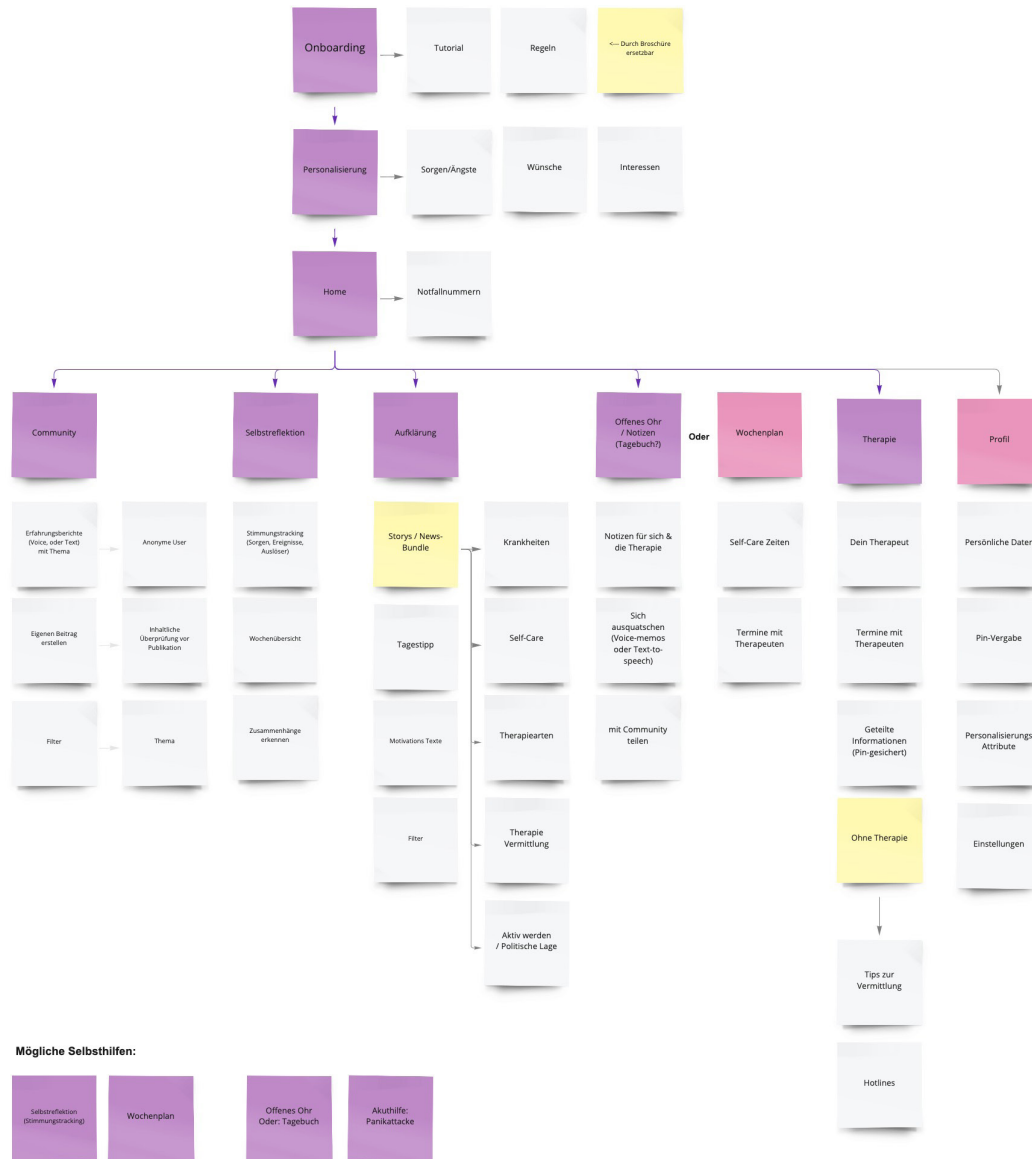 Onboarding
Tutorial
Regeln
<--- Durch Broschüre
ersetzbar
Personalisierung
Sorgen/Ängste
Wünsche
Interessen
Home
Notfallnummern
Community
Selbstreflektion
Aufklärung
Offenes Ohr
/ Notizen
(Tagebuch?)
Oder
Wochenplan
Therapie
Profil
Erfahrungsberichte
(Voice, oder Text)
mit Thema
Anonyme User
Stimmungstracking
(Sorgen, Ereignisse,
Auslöser)
Storys / News-
Bundle
Krankheiten
Notizen für sich &
die Therapie
Self-Care Zeiten
Dein Therapeut
Persönliche Daten
Eigenen Beitrag
erstellen
Inhaltliche
Überprüfung vor
Publikation
Wochenübersicht
Tagestipp
Self-Care
Sich
ausquatschen
(Voice-memos
oder Text-to-
speech)
Termine mit
Therapeuten
Termine mit
Therapeuten
Pin-Vergabe
Filter
Thema
Zusammenhänge
erkennen
Motivations Texte
Therapiearten
mit Community
teilen
Geteilte
Informationen
(Pin-gesichert)
Personalisierungs
Attribute
Filter
Therapie
Vermittlung
Ohne Therapie
Einstellungen
Aktiv werden
/ Politische Lage
Tips zur
Vermittlung
Hotlines
Mögliche Selbsthilfen:
Selbstreflektion
(Stimmungstracking)
Wochenplan
Offenes Ohr
Oder: Tagebuch
Akuthilfe:
Panikattacke